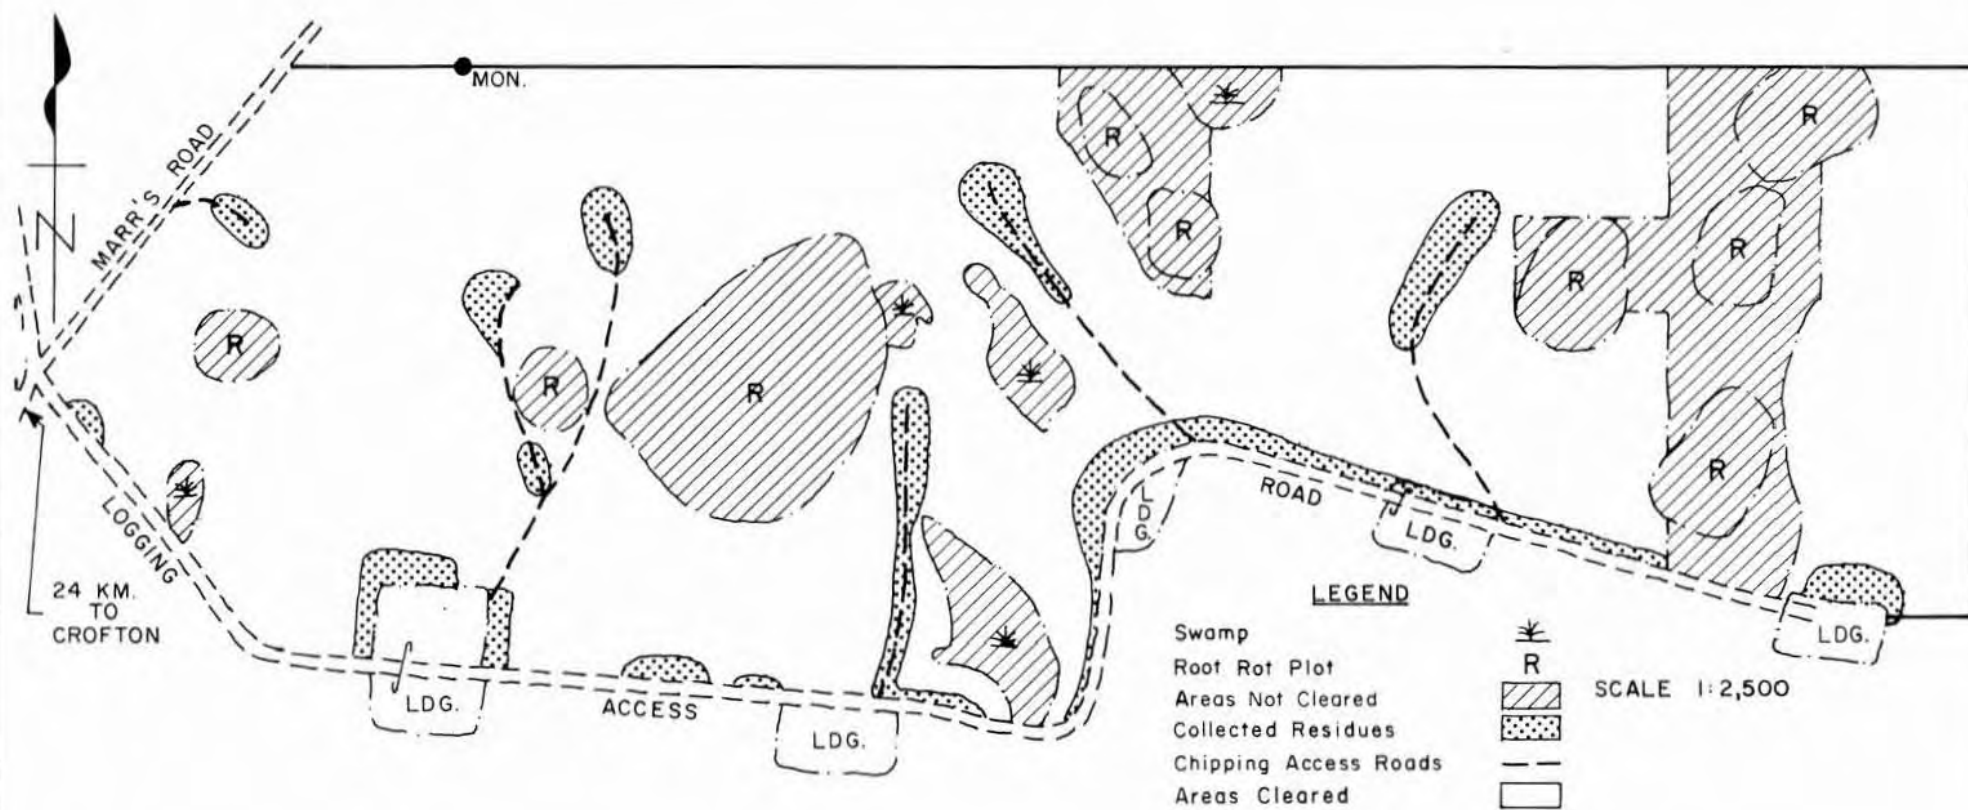 MON.
MARR'S ROAD
N
R
R
R
R
R
R
R
R
R
R
LOGGING
ACCESS
ROAD
24 KM.
TO
CROFTON
LDG.
LDG.
LDG.
LDG.
LDG.
LEGEND
Swamp
Root Rot Plot R
Areas Not Cleared
Collected Residues
Chipping Access Roads
Areas Cleared
SCALE 1:2,500